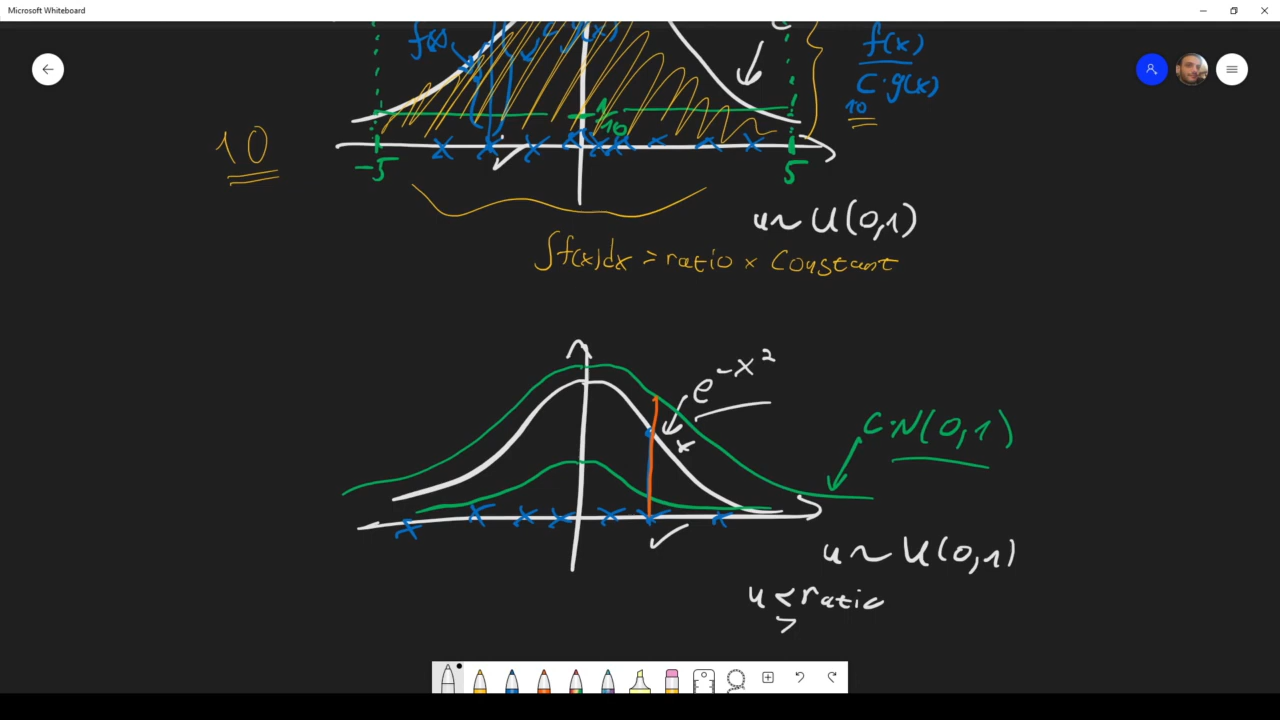 Microsoft Whiteboard
f(x)
f(x)
C·g(x)
10
1/10
10
-5
5
u~U(0,1)
∫f(x)dx = ratio × Constant
e^-x²
C·N(0,1)
u~U(0,1)
u < ratio
>